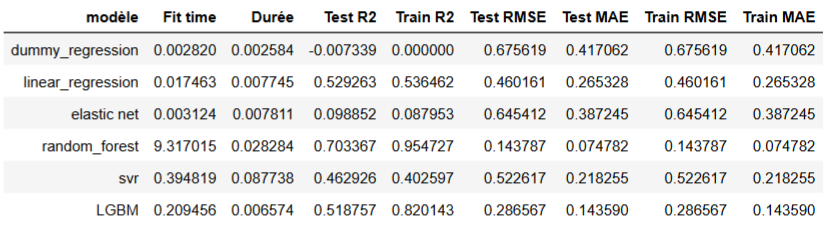 modèle Fit time Durée Test R2 Train R2 Test RMSE Test MAE Train RMSE Train MAE
dummy_regression 0.002820 0.002584 -0.007339 0.000000 0.675619 0.417062 0.675619 0.417062
linear_regression 0.017463 0.007745 0.529263 0.536462 0.460161 0.265328 0.460161 0.265328
elastic net 0.003124 0.007811 0.098852 0.087953 0.645412 0.387245 0.645412 0.387245
random_forest 9.317015 0.028284 0.703367 0.954727 0.143787 0.074782 0.143787 0.074782
svr 0.394819 0.087738 0.462926 0.402597 0.522617 0.218255 0.522617 0.218255
LGBM 0.209456 0.006574 0.518757 0.820143 0.286567 0.143590 0.286567 0.143590